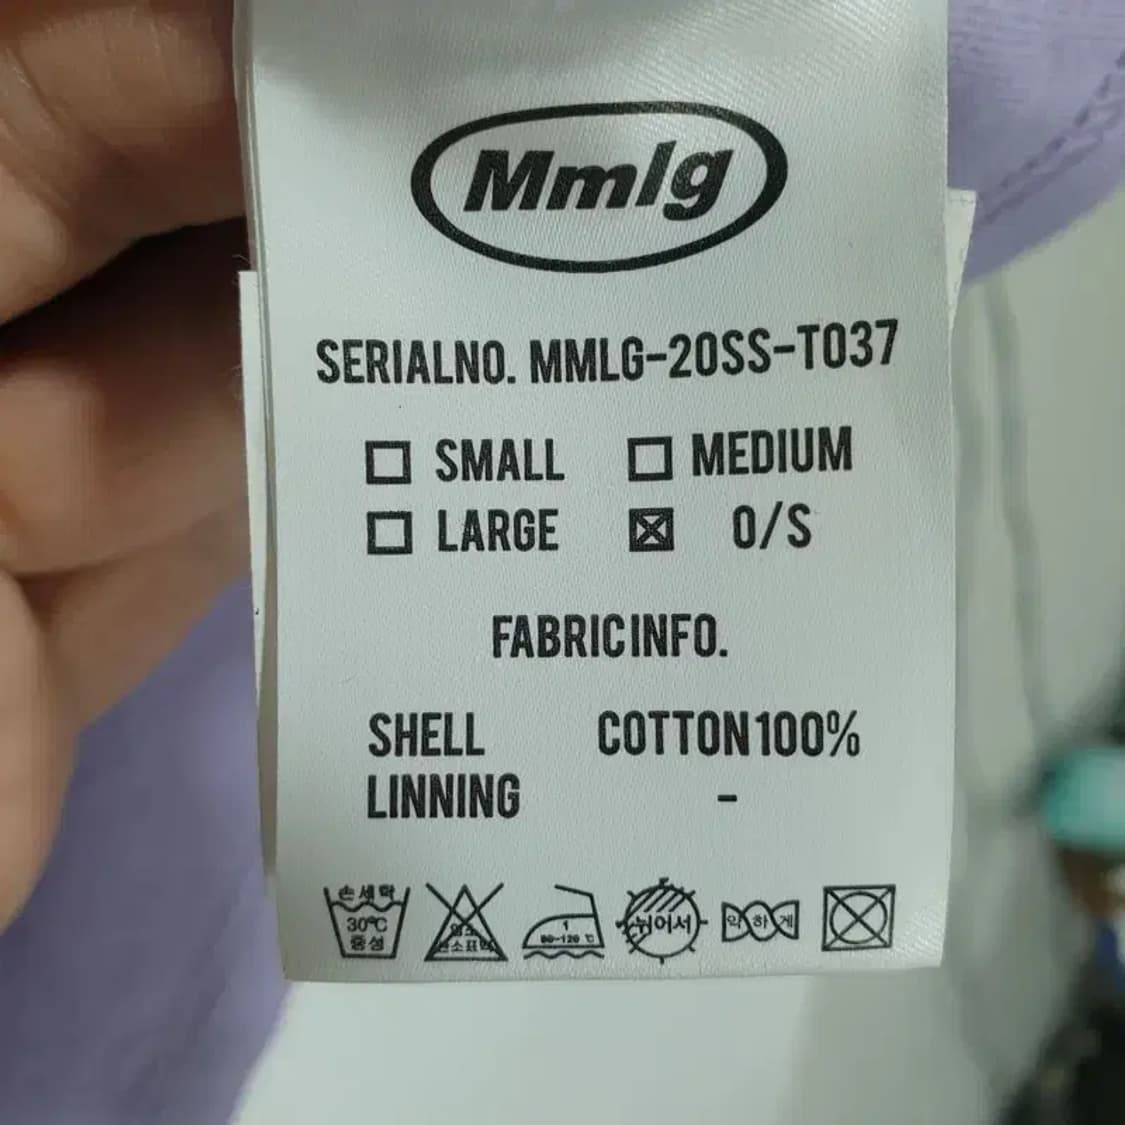 Mmlg
SERIALNO. MMLG-20SS-T037
SMALL MEDIUM
LARGE O/S
FABRICINFO.
SHELL COTTON100%
LINNING -
손세탁
30℃
중성
1
80-120 ℃
뉘어서
약하게